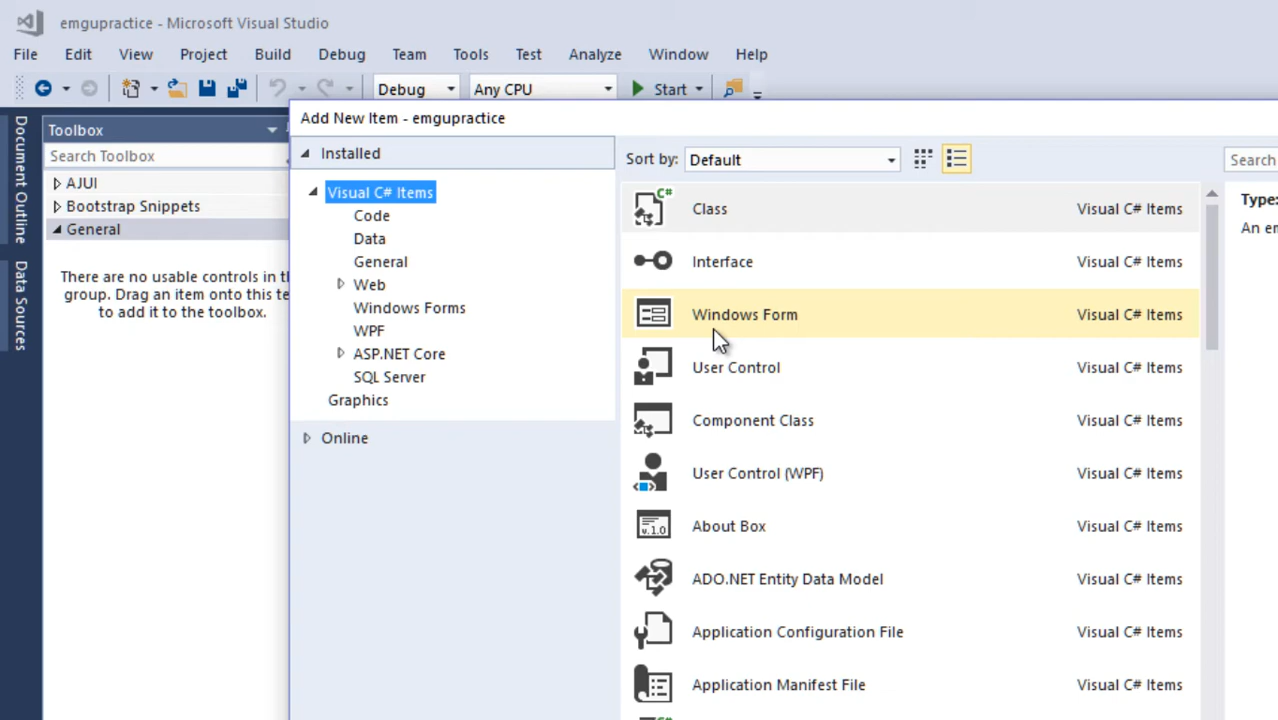 emgupractice - Microsoft Visual Studio
File Edit View Project Build Debug Team Tools Test Analyze Window Help
Debug Any CPU Start
Document Outline
Data Sources
Toolbox
Search Toolbox
AJUI
Bootstrap Snippets
General
There are no usable controls in th
group. Drag an item onto this te
to add it to the toolbox.
Add New Item - emgupractice
Installed
Visual C# Items
Code
Data
General
Web
Windows Forms
WPF
ASP.NET Core
SQL Server
Graphics
Online
Sort by: Default
Search
Class Visual C# Items
Interface Visual C# Items
Windows Form Visual C# Items
User Control Visual C# Items
Component Class Visual C# Items
User Control (WPF) Visual C# Items
About Box Visual C# Items
ADO.NET Entity Data Model Visual C# Items
Application Configuration File Visual C# Items
Application Manifest File Visual C# Items
Type:
An em